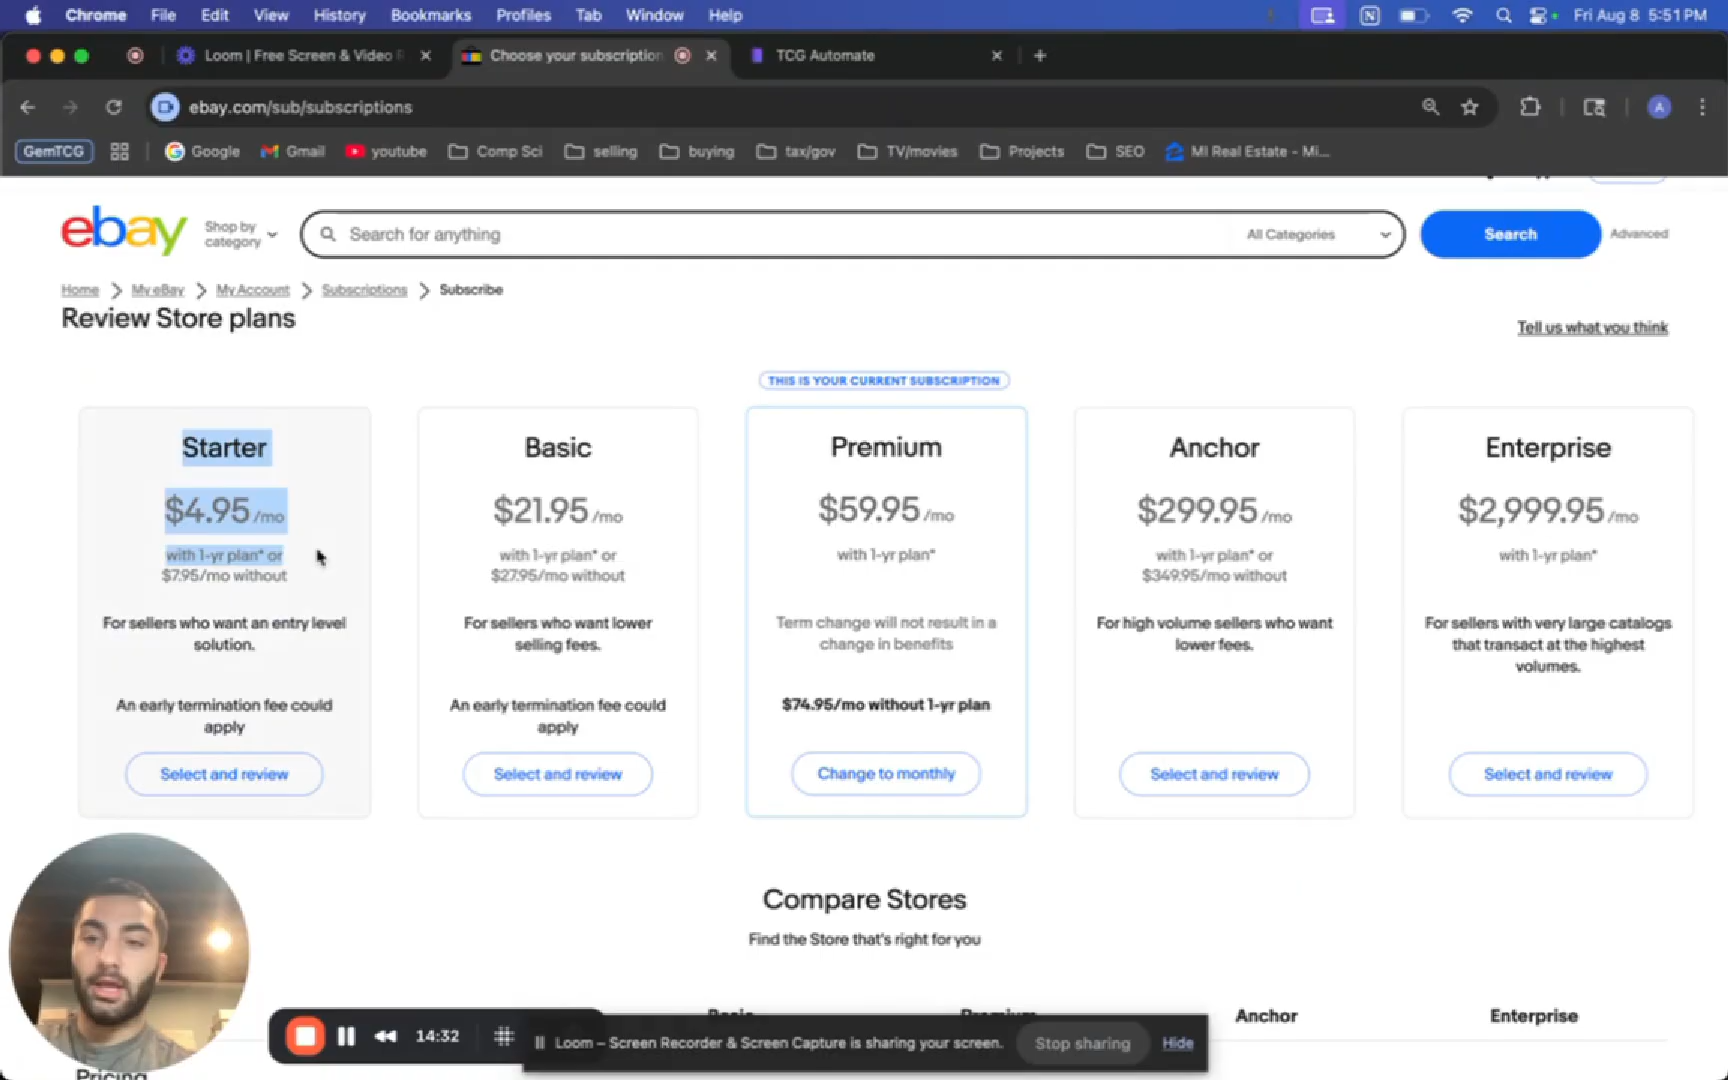 Chrome File Edit View History Bookmarks Profiles Tab Window Help Fri Aug 8 5:51 PM
Loom | Free Screen & Video Choose your subscription TCG Automate
ebay.com/sub/subscriptions A
GemTCG Google Gmail youtube Comp Sci selling buying tax/gov TV/movies Projects SEO MI Real Estate - Mi...
ebay Shop by category Search for anything All Categories Search Advanced
Home My eBay My Account Subscriptions Subscribe
Review Store plans
Tell us what you think
THIS IS YOUR CURRENT SUBSCRIPTION
Starter
$4.95 /mo
with 1-yr plan* or
$7.95/mo without
For sellers who want an entry level
solution.
An early termination fee could
apply
Select and review
Basic
$21.95 /mo
with 1-yr plan* or
$27.95/mo without
For sellers who want lower
selling fees.
An early termination fee could
apply
Select and review
Premium
$59.95 /mo
with 1-yr plan*
Term change will not result in a
change in benefits
$74.95/mo without 1-yr plan
Change to monthly
Anchor
$299.95 /mo
with 1-yr plan* or
$349.95/mo without
For high volume sellers who want
lower fees.
Select and review
Enterprise
$2,999.95 /mo
with 1-yr plan*
For sellers with very large catalogs
that transact at the highest
volumes.
Select and review
Compare Stores
Find the Store that's right for you
Basic Premium Anchor Enterprise
14:32
Loom – Screen Recorder & Screen Capture is sharing your screen. Stop sharing Hide
Pricing